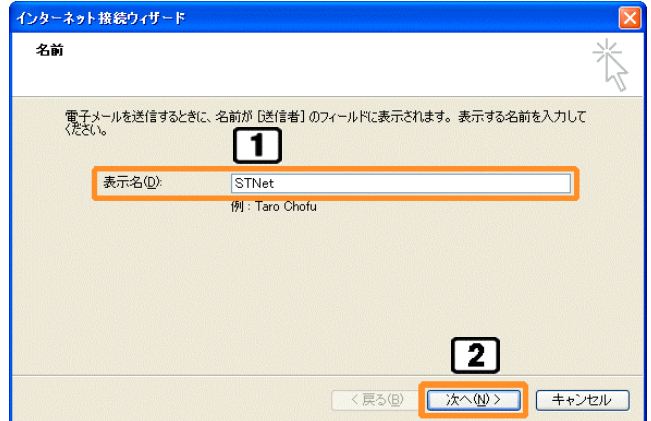 インターネット接続ウィザード
名前
電子メールを送信するときに、名前が [送信者] のフィールドに表示されます。表示する名前を入力して
ください。
1
表示名(D): STNet
例 : Taro Chofu
2
< 戻る(B) 次へ(N) > キャンセル